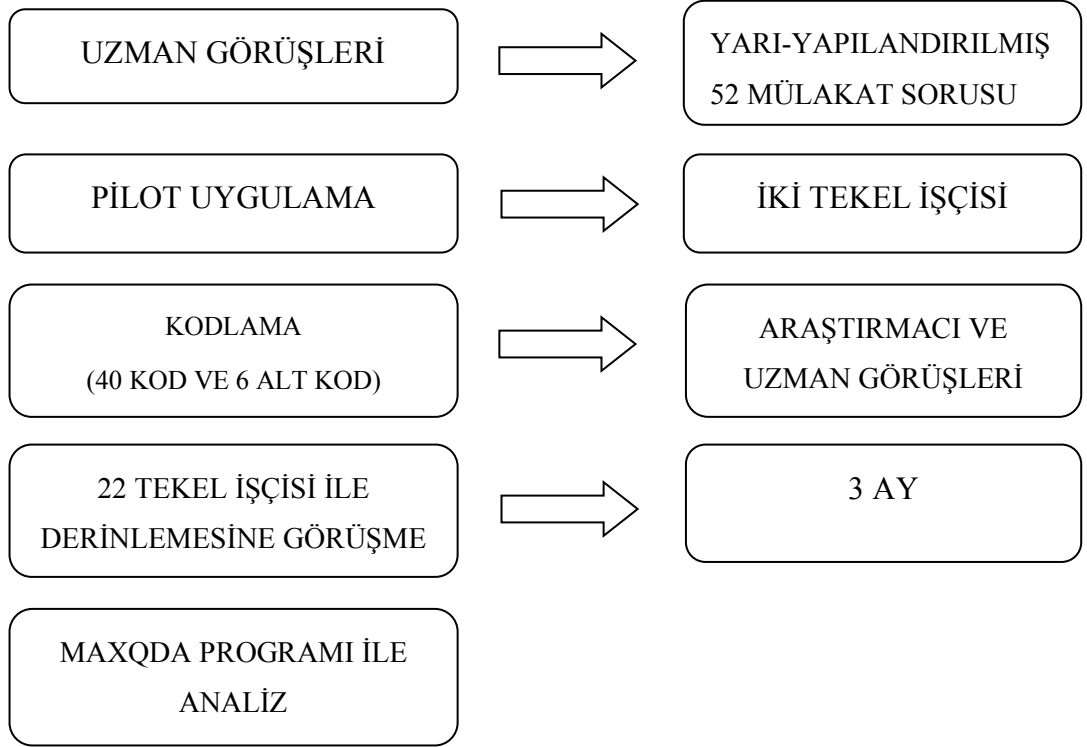 UZMAN GÖRÜŞLERİ
YARI-YAPILANDIRILMIŞ
52 MÜLAKAT SORUSU
PİLOT UYGULAMA
İKİ TEKEL İŞÇİSİ
KODLAMA
(40 KOD VE 6 ALT KOD)
ARAŞTIRMACI VE
UZMAN GÖRÜŞLERİ
22 TEKEL İŞÇİSİ İLE
DERİNLEMESİNE GÖRÜŞME
3 AY
MAXQDA PROGRAMI İLE
ANALİZ